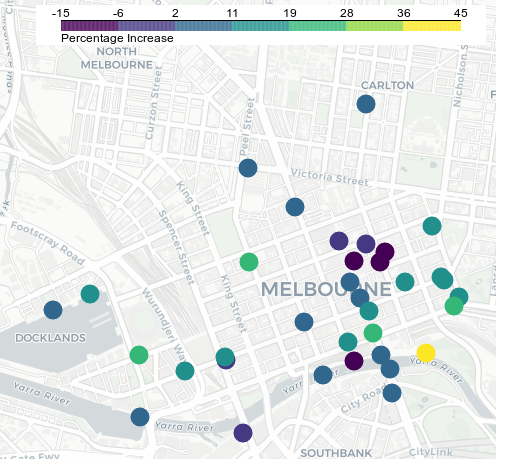 -15 -6 2 11 19 28 36 45
Percentage Increase
NORTH
MELBOURNE
CARLTON
Curzon Street
Peel Street
Nicholson S
Victoria Street
King Street
Spencer Street
Footscray Road
King Street
MELBOURNE
Wurundjeri Way
DOCKLANDS
Yarra River
Yarra River
City Road
Yarra River
Yarra River
SOUTHBANK
CityLink
Gate Fwy